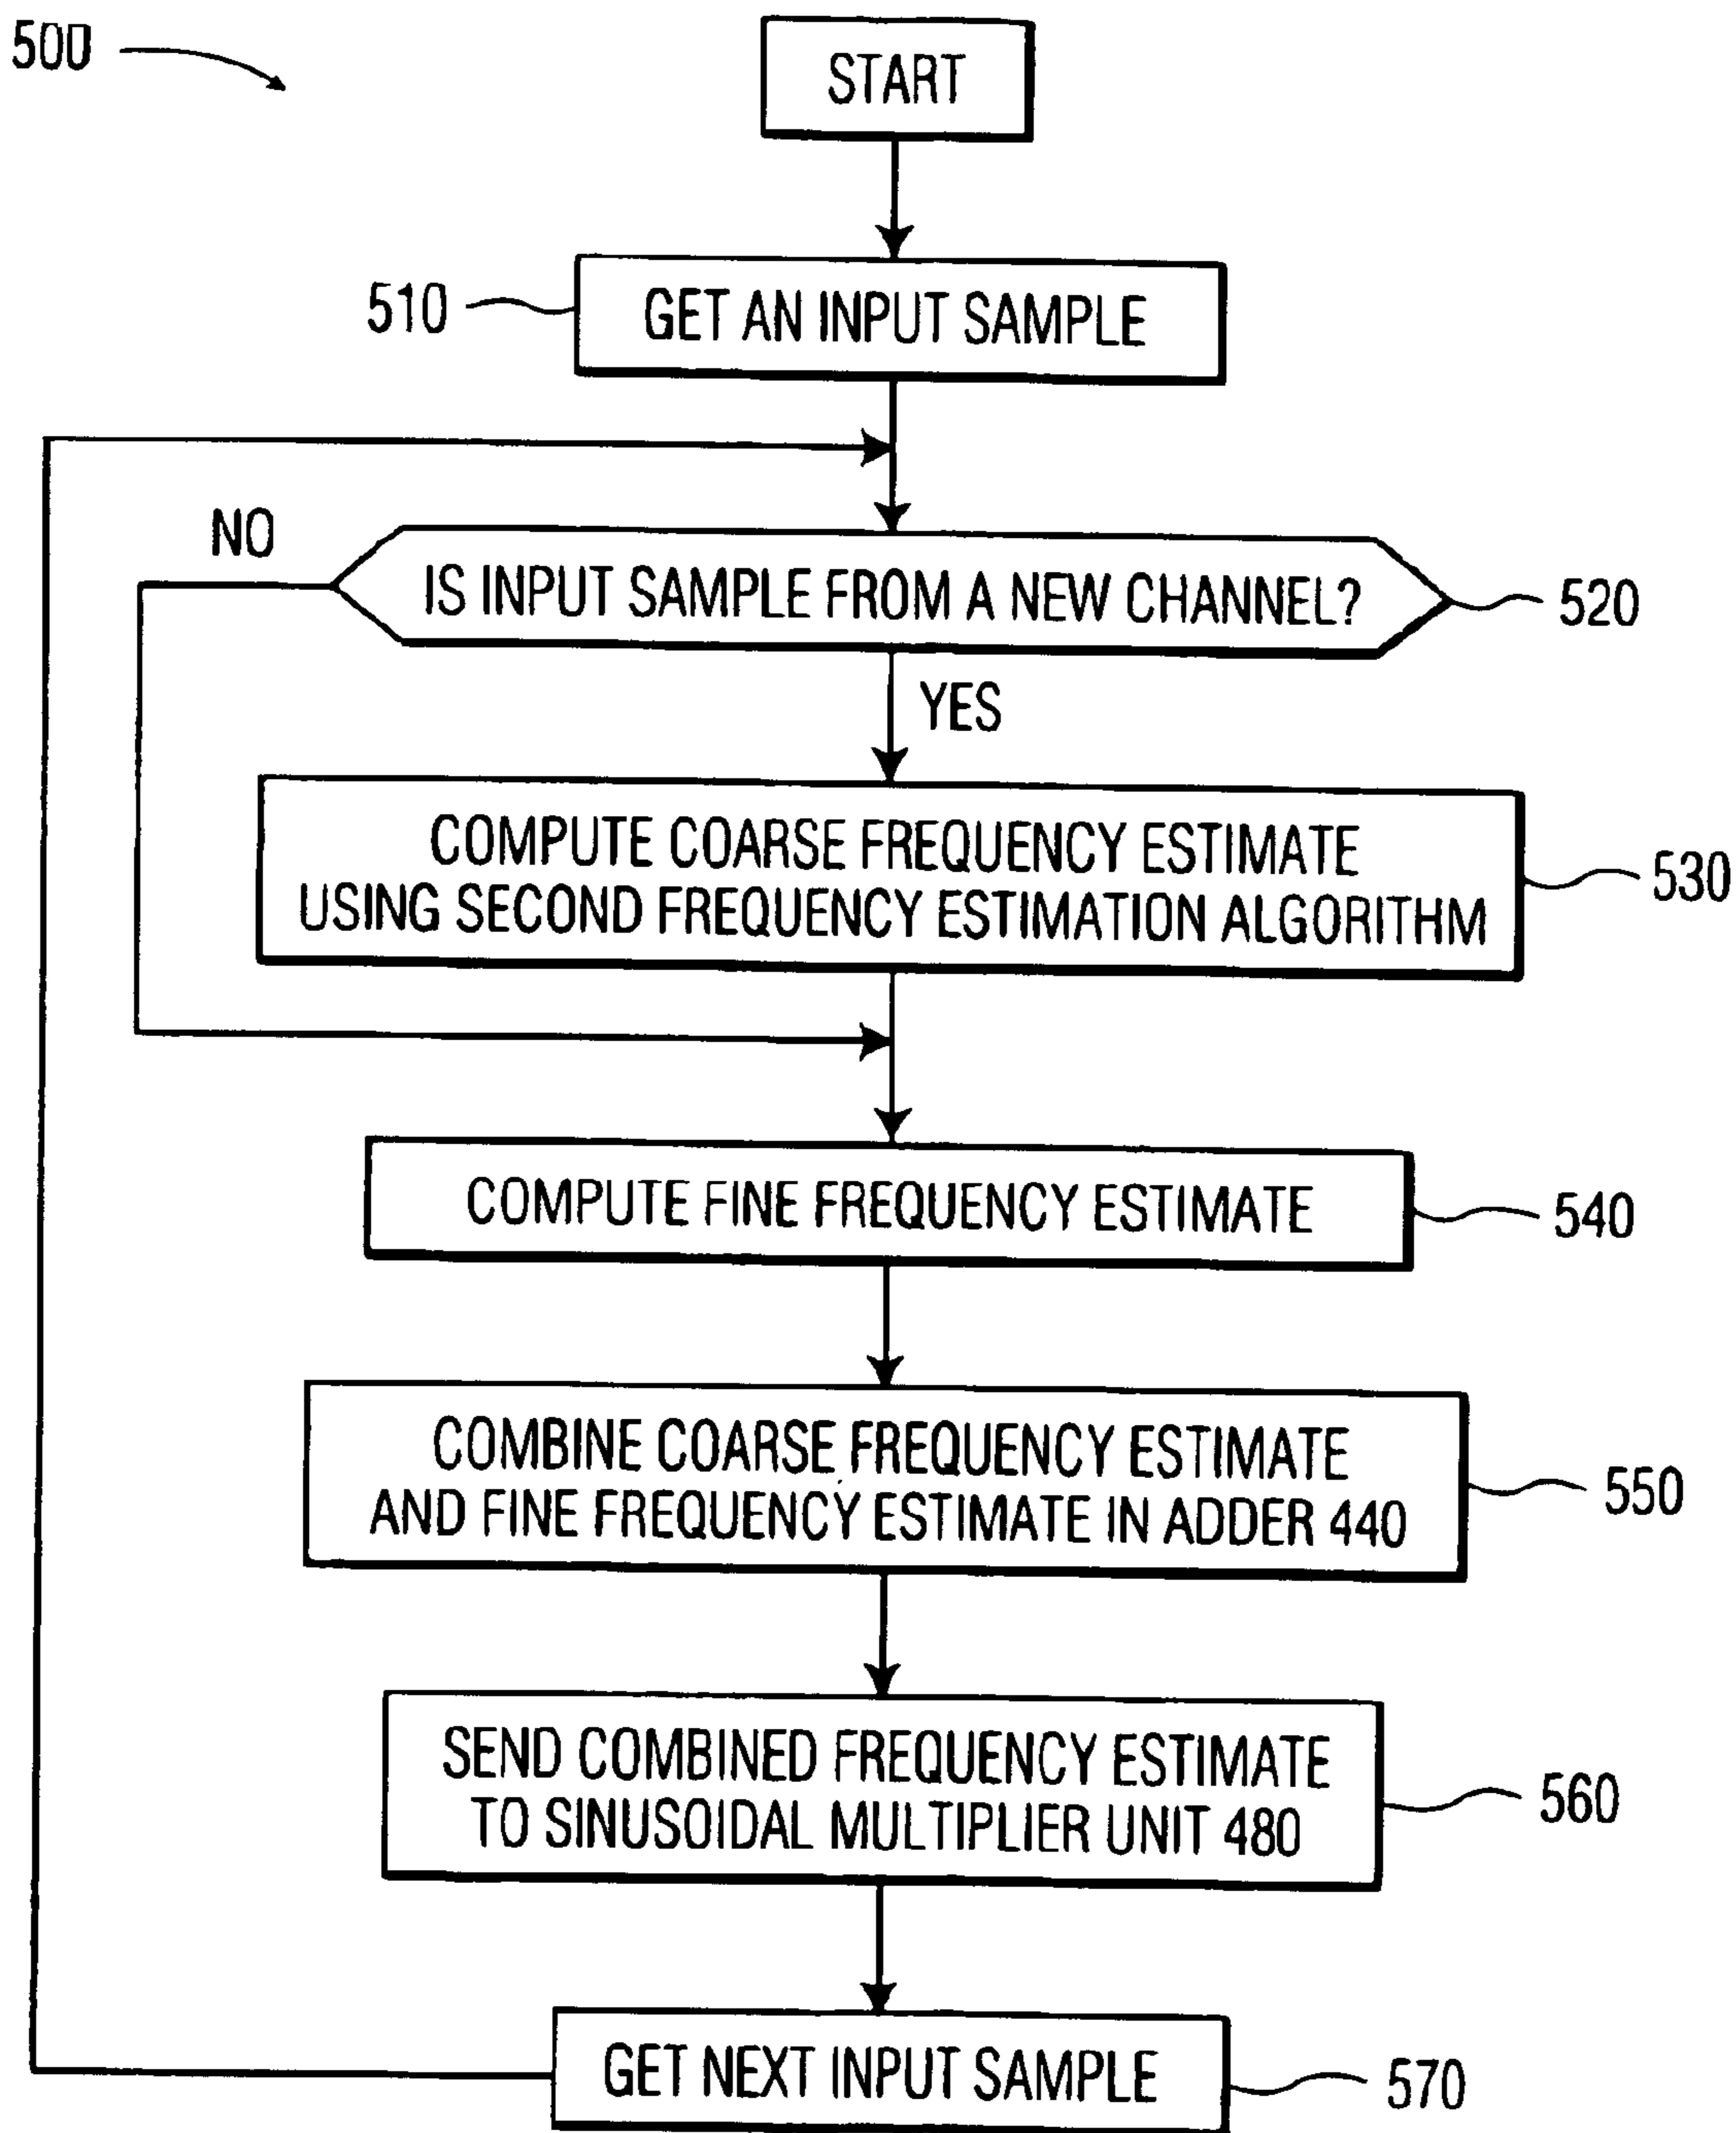 500
START
510
GET AN INPUT SAMPLE
NO
IS INPUT SAMPLE FROM A NEW CHANNEL?
520
YES
COMPUTE COARSE FREQUENCY ESTIMATE
USING SECOND FREQUENCY ESTIMATION ALGORITHM
530
COMPUTE FINE FREQUENCY ESTIMATE
540
COMBINE COARSE FREQUENCY ESTIMATE
AND FINE FREQUENCY ESTIMATE IN ADDER 440
550
SEND COMBINED FREQUENCY ESTIMATE
TO SINUSOIDAL MULTIPLIER UNIT 480
560
GET NEXT INPUT SAMPLE
570